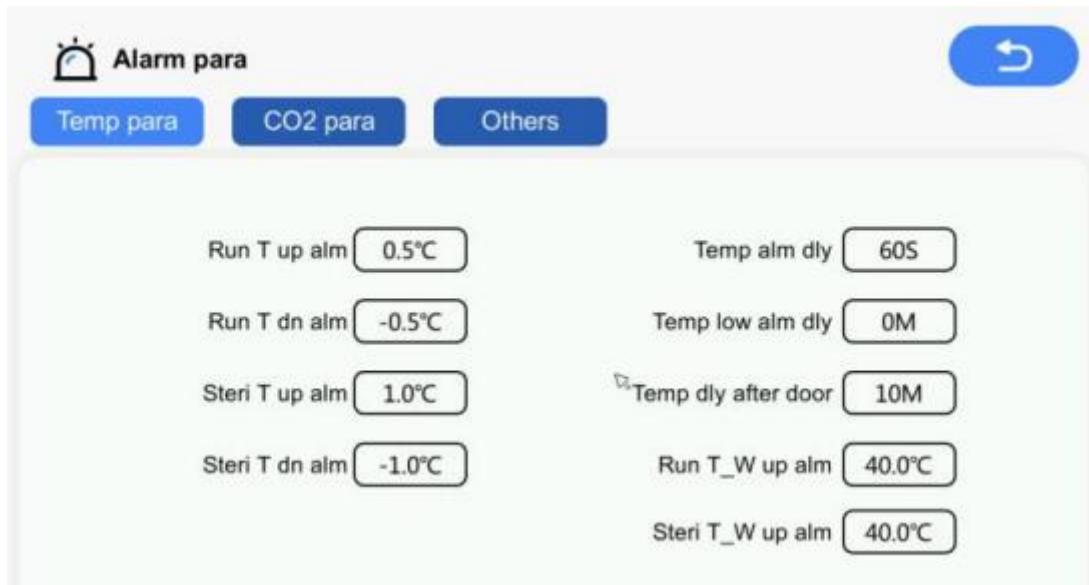 Alarm para
Temp para CO2 para Others
Run T up alm 0.5℃ Temp alm dly 60S
Run T dn alm -0.5℃ Temp low alm dly 0M
Steri T up alm 1.0℃ Temp dly after door 10M
Steri T dn alm -1.0℃ Run T_W up alm 40.0℃
Steri T_W up alm 40.0℃